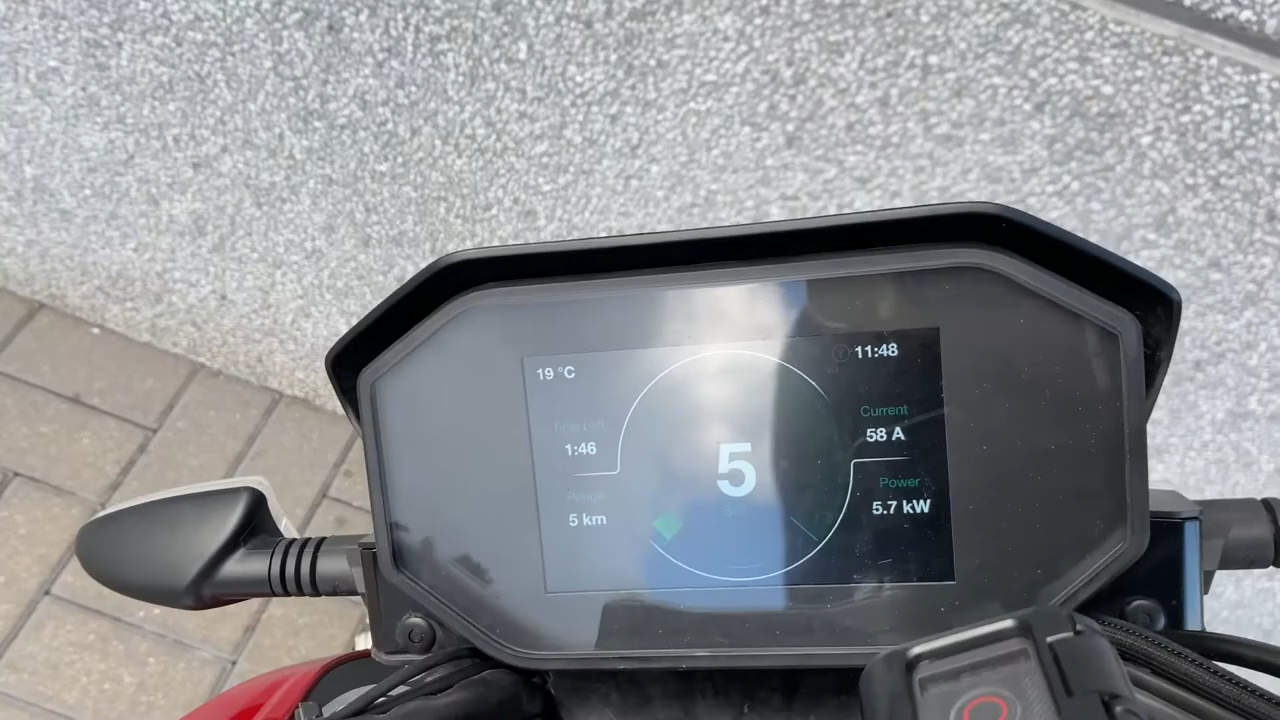 19 °C
11:48
Time Left
1:46
Current
58 A
5
Range
5 km
Power
5.7 kW